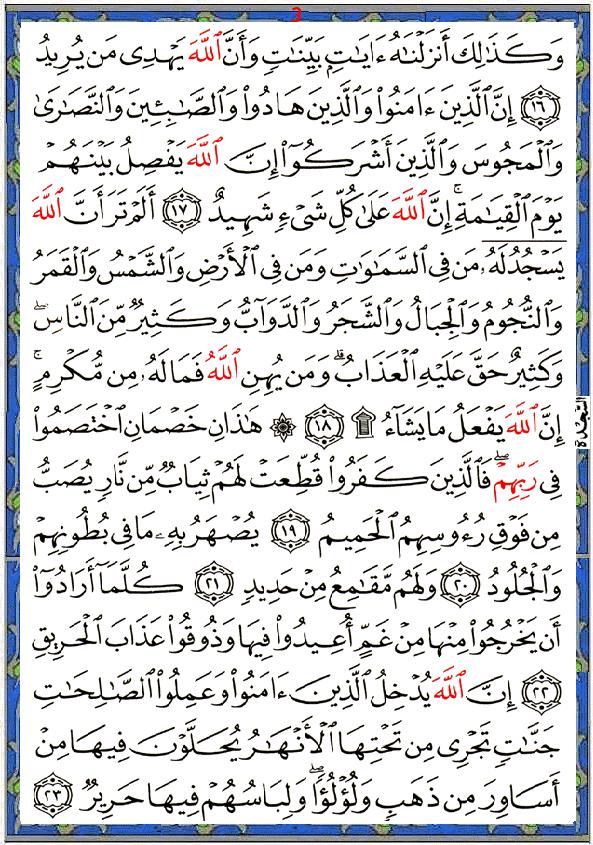 3
وَكَذَٰلِكَ أَنزَلْنَٰهُ ءَايَٰتٍۭ بَيِّنَٰتٍ وَأَنَّ ٱللَّهَ يَهْدِى مَن يُرِيدُ
١٦ إِنَّ ٱلَّذِينَ ءَامَنُوا۟ وَٱلَّذِينَ هَادُوا۟ وَٱلصَّٰبِـِٔينَ وَٱلنَّصَٰرَىٰ
وَٱلْمَجُوسَ وَٱلَّذِينَ أَشْرَكُوٓا۟ إِنَّ ٱللَّهَ يَفْصِلُ بَيْنَهُمْ
يَوْمَ ٱلْقِيَٰمَةِ ۚ إِنَّ ٱللَّهَ عَلَىٰ كُلِّ شَىْءٍ شَهِيدٌ ١٧ أَلَمْ تَرَ أَنَّ ٱللَّهَ
يَسْجُدُ لَهُۥ مَن فِى ٱلسَّمَٰوَٰتِ وَمَن فِى ٱلْأَرْضِ وَٱلشَّمْسُ وَٱلْقَمَرُ
وَٱلنُّجُومُ وَٱلْجِبَالُ وَٱلشَّجَرُ وَٱلدَّوَآبُّ وَكَثِيرٌ مِّنَ ٱلنَّاسِ ۖ
وَكَثِيرٌ حَقَّ عَلَيْهِ ٱلْعَذَابُ ۗ وَمَن يُهِنِ ٱللَّهُ فَمَا لَهُۥ مِن مُّكْرِمٍ ۚ
إِنَّ ٱللَّهَ يَفْعَلُ مَا يَشَآءُ ۩ ١٨ ۞ هَٰذَانِ خَصْمَانِ ٱخْتَصَمُوا۟
السَّجْدَة
فِى رَبِّهِمْ ۖ فَٱلَّذِينَ كَفَرُوا۟ قُطِّعَتْ لَهُمْ ثِيَابٌ مِّن نَّارٍ يُصَبُّ
مِن فَوْقِ رُءُوسِهِمُ ٱلْحَمِيمُ ١٩ يُصْهَرُ بِهِۦ مَا فِى بُطُونِهِمْ
وَٱلْجُلُودُ ٢٠ وَلَهُم مَّقَٰمِعُ مِنْ حَدِيدٍ ٢١ كُلَّمَآ أَرَادُوٓا۟
أَن يَخْرُجُوا۟ مِنْهَا مِنْ غَمٍّ أُعِيدُوا۟ فِيهَا وَذُوقُوا۟ عَذَابَ ٱلْحَرِيقِ
٢٢ إِنَّ ٱللَّهَ يُدْخِلُ ٱلَّذِينَ ءَامَنُوا۟ وَعَمِلُوا۟ ٱلصَّٰلِحَٰتِ
جَنَّٰتٍ تَجْرِى مِن تَحْتِهَا ٱلْأَنْهَٰرُ يُحَلَّوْنَ فِيهَا مِنْ
أَسَاوِرَ مِن ذَهَبٍ وَلُؤْلُؤًا ۖ وَلِبَاسُهُمْ فِيهَا حَرِيرٌ ٢٣